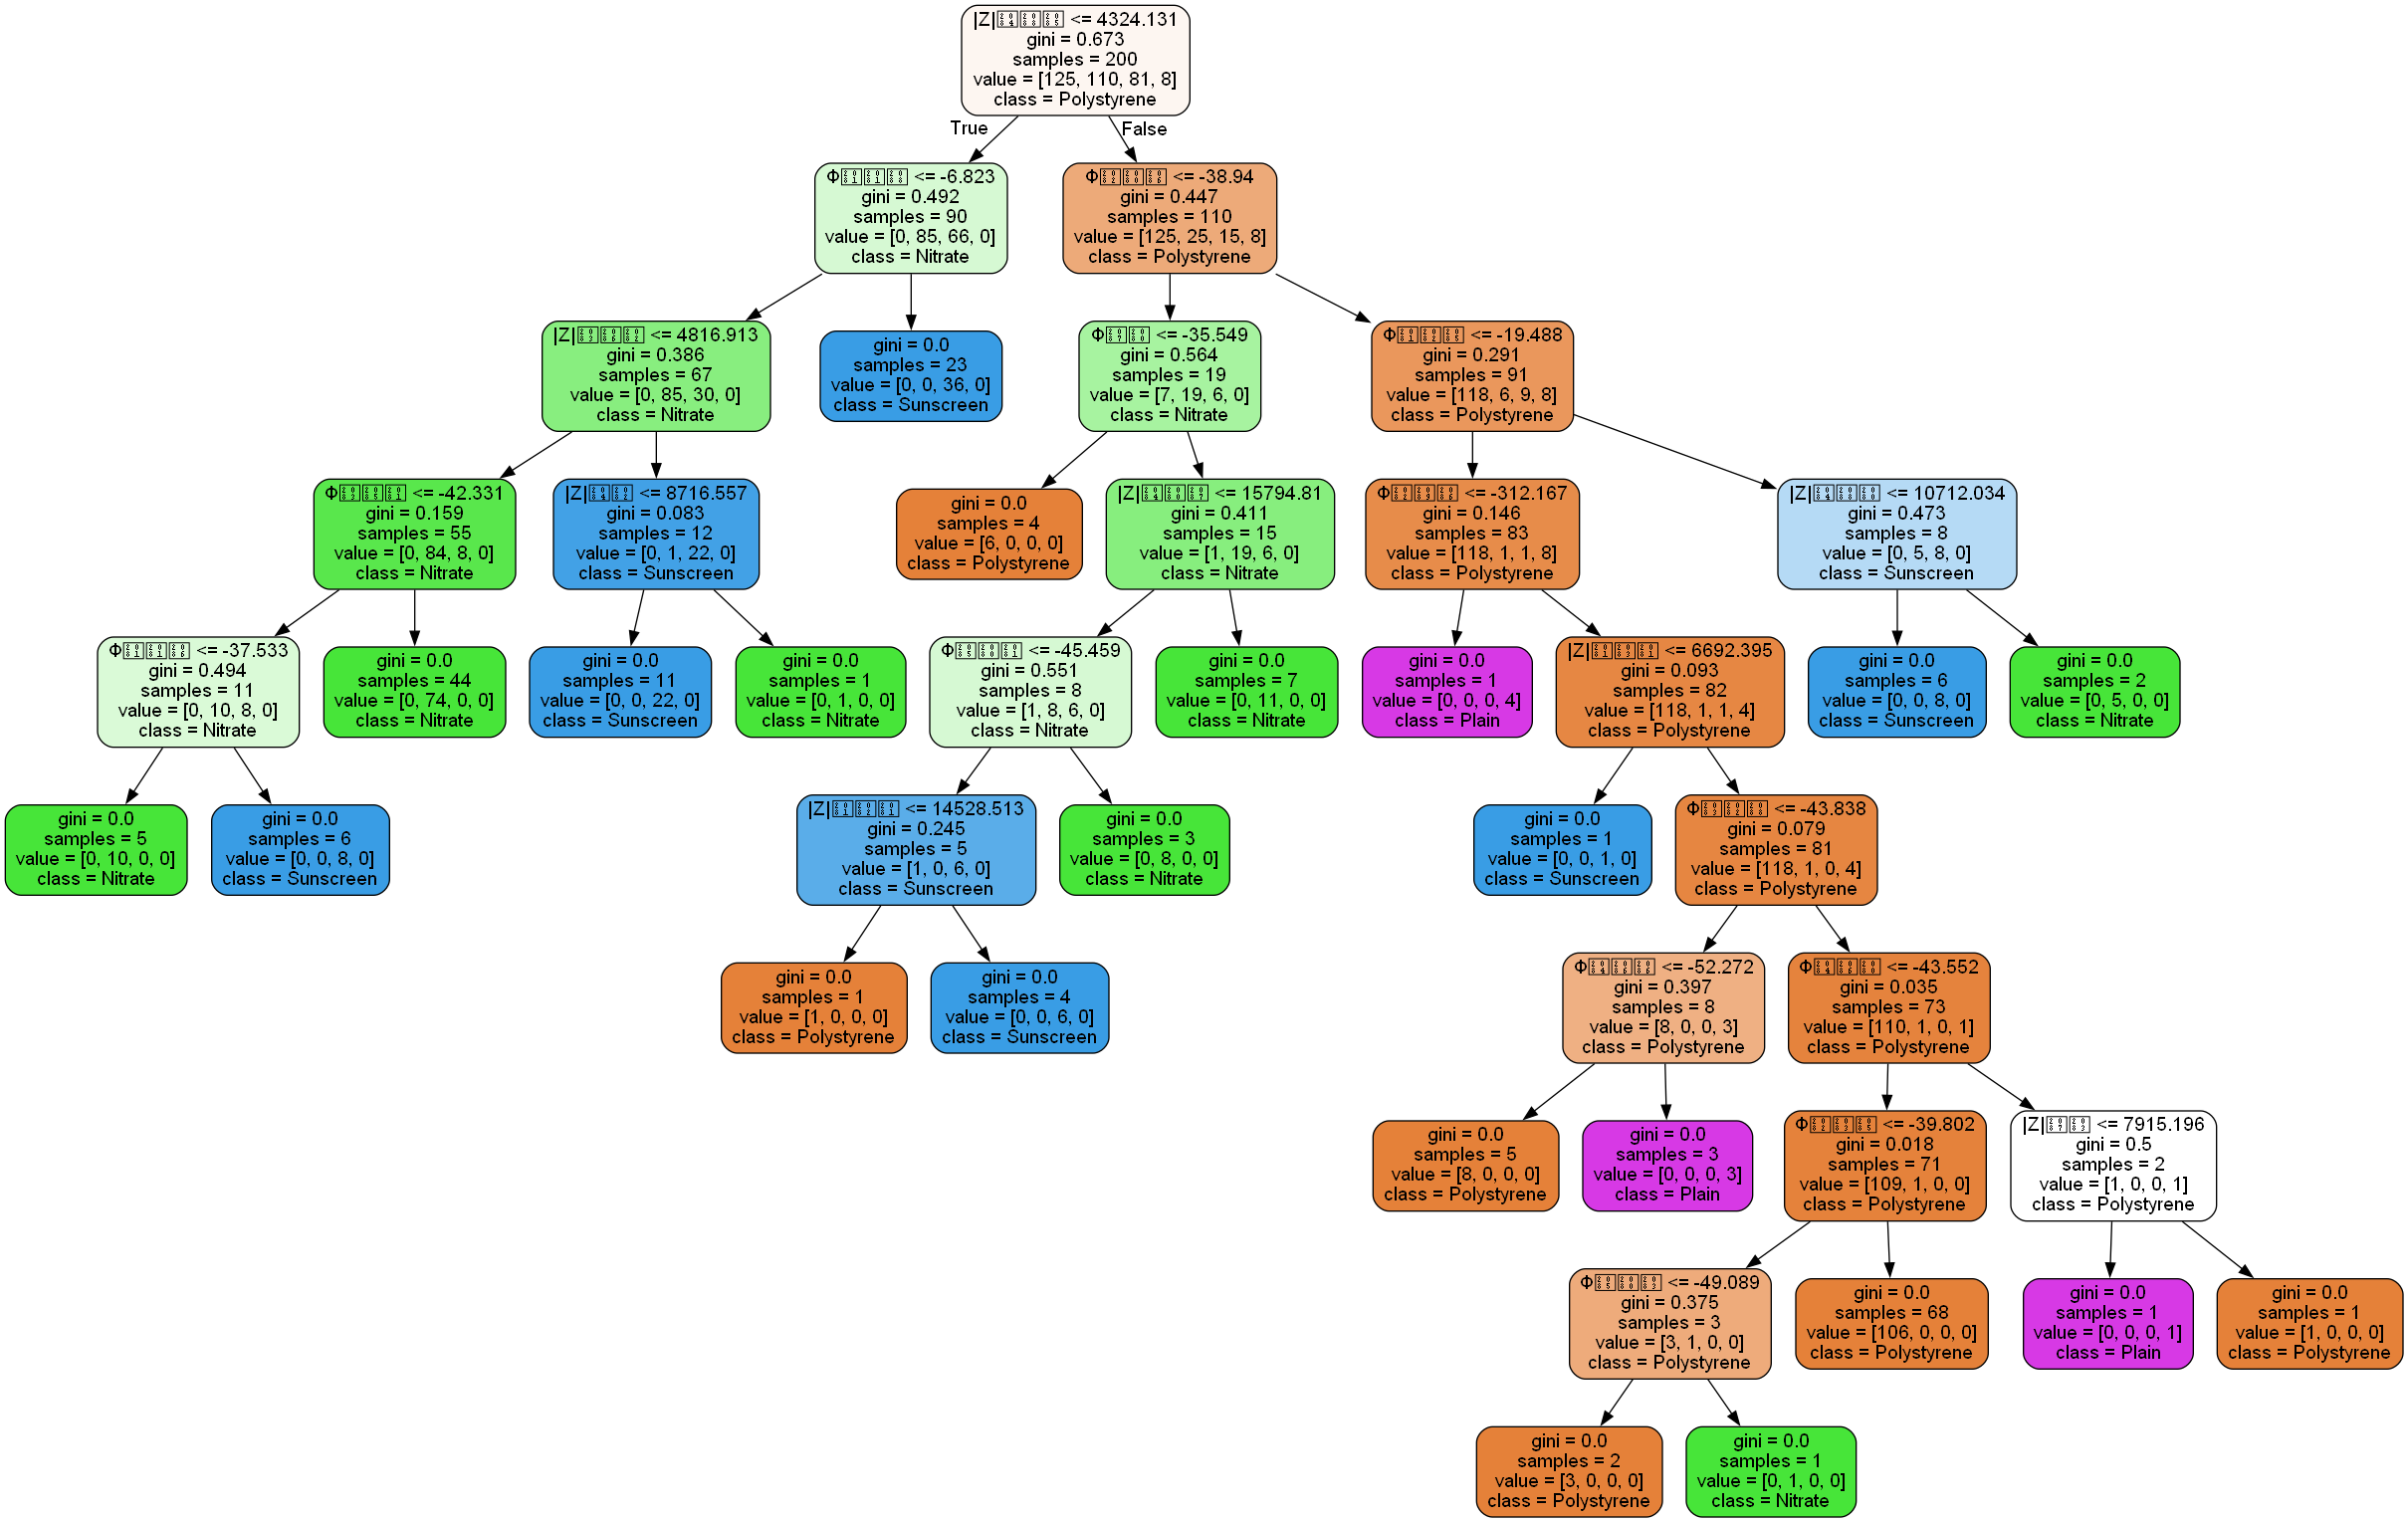 |Z| <= 4324.131
gini = 0.673
samples = 200
value = [125, 110, 81, 8]
class = Polystyrene
True
False
Φ <= -6.823
gini = 0.492
samples = 90
value = [0, 85, 66, 0]
class = Nitrate
Φ <= -38.94
gini = 0.447
samples = 110
value = [125, 25, 15, 8]
class = Polystyrene
|Z| <= 4816.913
gini = 0.386
samples = 67
value = [0, 85, 30, 0]
class = Nitrate
gini = 0.0
samples = 23
value = [0, 0, 36, 0]
class = Sunscreen
Φ <= -35.549
gini = 0.564
samples = 19
value = [7, 19, 6, 0]
class = Nitrate
Φ <= -19.488
gini = 0.291
samples = 91
value = [118, 6, 9, 8]
class = Polystyrene
Φ <= -42.331
gini = 0.159
samples = 55
value = [0, 84, 8, 0]
class = Nitrate
|Z| <= 8716.557
gini = 0.083
samples = 12
value = [0, 1, 22, 0]
class = Sunscreen
gini = 0.0
samples = 4
value = [6, 0, 0, 0]
class = Polystyrene
|Z| <= 15794.81
gini = 0.411
samples = 15
value = [1, 19, 6, 0]
class = Nitrate
Φ <= -312.167
gini = 0.146
samples = 83
value = [118, 1, 1, 8]
class = Polystyrene
|Z| <= 10712.034
gini = 0.473
samples = 8
value = [0, 5, 8, 0]
class = Sunscreen
Φ <= -37.533
gini = 0.494
samples = 11
value = [0, 10, 8, 0]
class = Nitrate
gini = 0.0
samples = 44
value = [0, 74, 0, 0]
class = Nitrate
gini = 0.0
samples = 11
value = [0, 0, 22, 0]
class = Sunscreen
gini = 0.0
samples = 1
value = [0, 1, 0, 0]
class = Nitrate
Φ <= -45.459
gini = 0.551
samples = 8
value = [1, 8, 6, 0]
class = Nitrate
gini = 0.0
samples = 7
value = [0, 11, 0, 0]
class = Nitrate
gini = 0.0
samples = 1
value = [0, 0, 0, 4]
class = Plain
|Z| <= 6692.395
gini = 0.093
samples = 82
value = [118, 1, 1, 4]
class = Polystyrene
gini = 0.0
samples = 6
value = [0, 0, 8, 0]
class = Sunscreen
gini = 0.0
samples = 2
value = [0, 5, 0, 0]
class = Nitrate
gini = 0.0
samples = 5
value = [0, 10, 0, 0]
class = Nitrate
gini = 0.0
samples = 6
value = [0, 0, 8, 0]
class = Sunscreen
|Z| <= 14528.513
gini = 0.245
samples = 5
value = [1, 0, 6, 0]
class = Sunscreen
gini = 0.0
samples = 3
value = [0, 8, 0, 0]
class = Nitrate
gini = 0.0
samples = 1
value = [0, 0, 1, 0]
class = Sunscreen
Φ <= -43.838
gini = 0.079
samples = 81
value = [118, 1, 0, 4]
class = Polystyrene
gini = 0.0
samples = 1
value = [1, 0, 0, 0]
class = Polystyrene
gini = 0.0
samples = 4
value = [0, 0, 6, 0]
class = Sunscreen
Φ <= -52.272
gini = 0.397
samples = 8
value = [8, 0, 0, 3]
class = Polystyrene
Φ <= -43.552
gini = 0.035
samples = 73
value = [110, 1, 0, 1]
class = Polystyrene
gini = 0.0
samples = 5
value = [8, 0, 0, 0]
class = Polystyrene
gini = 0.0
samples = 3
value = [0, 0, 0, 3]
class = Plain
Φ <= -39.802
gini = 0.018
samples = 71
value = [109, 1, 0, 0]
class = Polystyrene
|Z| <= 7915.196
gini = 0.5
samples = 2
value = [1, 0, 0, 1]
class = Polystyrene
Φ <= -49.089
gini = 0.375
samples = 3
value = [3, 1, 0, 0]
class = Polystyrene
gini = 0.0
samples = 68
value = [106, 0, 0, 0]
class = Polystyrene
gini = 0.0
samples = 1
value = [0, 0, 0, 1]
class = Plain
gini = 0.0
samples = 1
value = [1, 0, 0, 0]
class = Polystyrene
gini = 0.0
samples = 2
value = [3, 0, 0, 0]
class = Polystyrene
gini = 0.0
samples = 1
value = [0, 1, 0, 0]
class = Nitrate